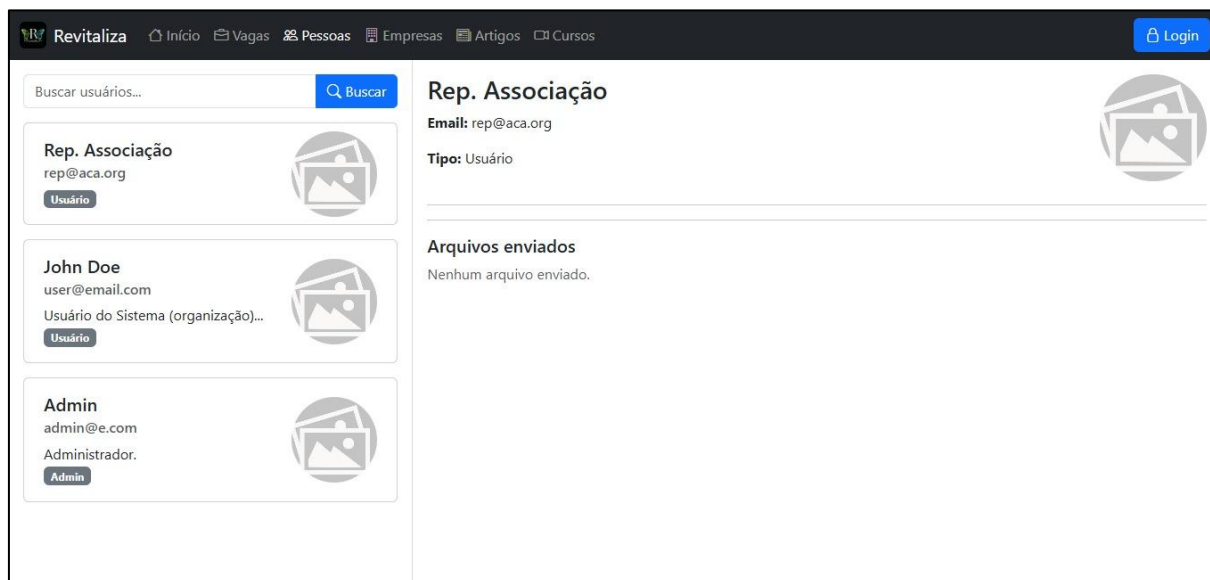 Revitaliza Início Vagas Pessoas Empresas Artigos Cursos Login
Buscar usuários... Buscar
Rep. Associação
rep@aca.org
Usuário
John Doe
user@email.com
Usuário do Sistema (organização)...
Usuário
Admin
admin@e.com
Administrador.
Admin
Rep. Associação
Email: rep@aca.org
Tipo: Usuário
Arquivos enviados
Nenhum arquivo enviado.